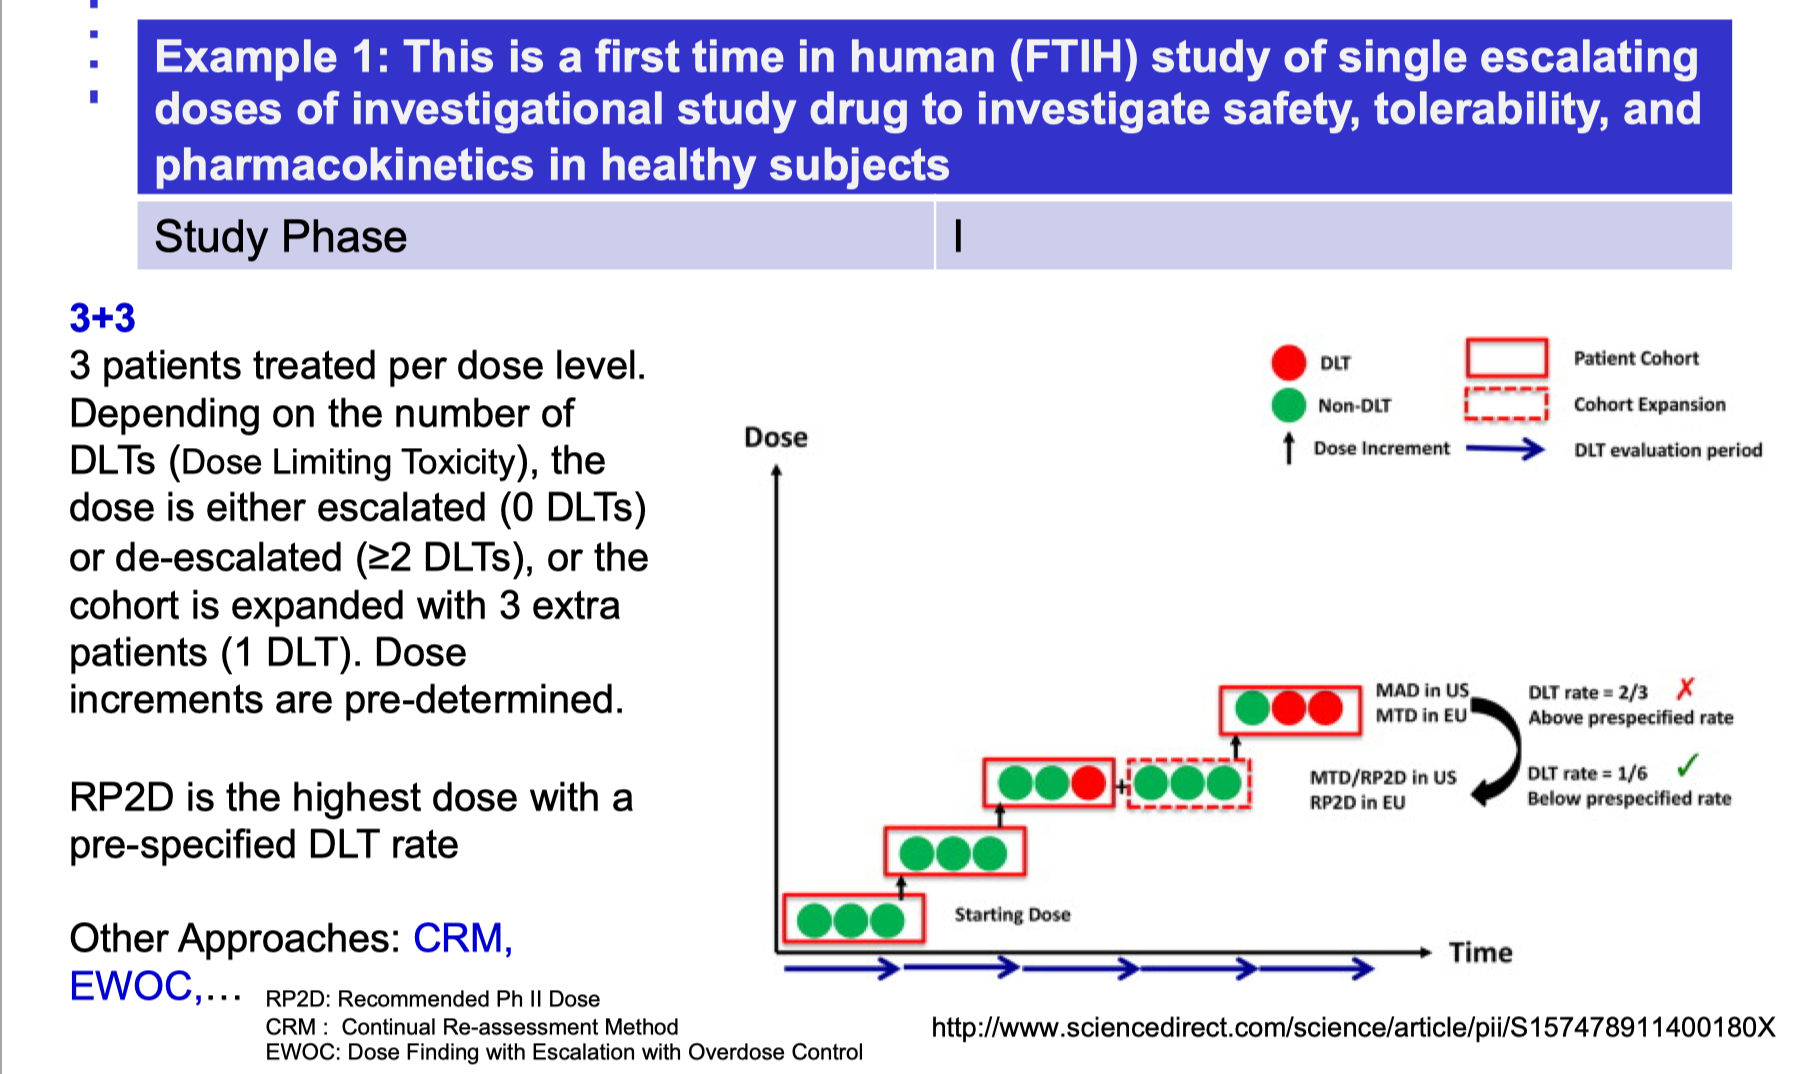 Example 1: This is a first time in human (FTIH) study of single escalating
doses of investigational study drug to investigate safety, tolerability, and
pharmacokinetics in healthy subjects
Study Phase
I
3+3
3 patients treated per dose level.
Depending on the number of
DLTs (Dose Limiting Toxicity), the
dose is either escalated (0 DLTs)
or de-escalated (≥2 DLTs), or the
cohort is expanded with 3 extra
patients (1 DLT). Dose
increments are pre-determined.
RP2D is the highest dose with a
pre-specified DLT rate
Other Approaches: CRM,
EWOC,...
RP2D: Recommended Ph II Dose
CRM : Continual Re-assessment Method
EWOC: Dose Finding with Escalation with Overdose Control
DLT
Patient Cohort
Non-DLT
Cohort Expansion
Dose Increment
DLT evaluation period
Dose
MAD in US
MTD in EU
DLT rate = 2/3 ✗
Above prespecified rate
+
MTD/RP2D in US
RP2D in EU
DLT rate = 1/6 ✓
Below prespecified rate
Starting Dose
Time
http://www.sciencedirect.com/science/article/pii/S157478911400180X